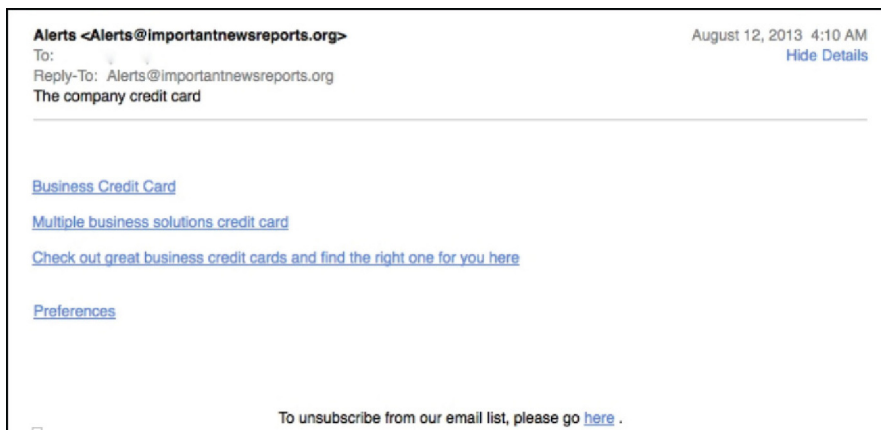 Alerts <Alerts@importantnewsreports.org> August 12, 2013 4:10 AM
To: Hide Details
Reply-To: Alerts@importantnewsreports.org
The company credit card
Business Credit Card
Multiple business solutions credit card
Check out great business credit cards and find the right one for you here
Preferences
To unsubscribe from our email list, please go here .